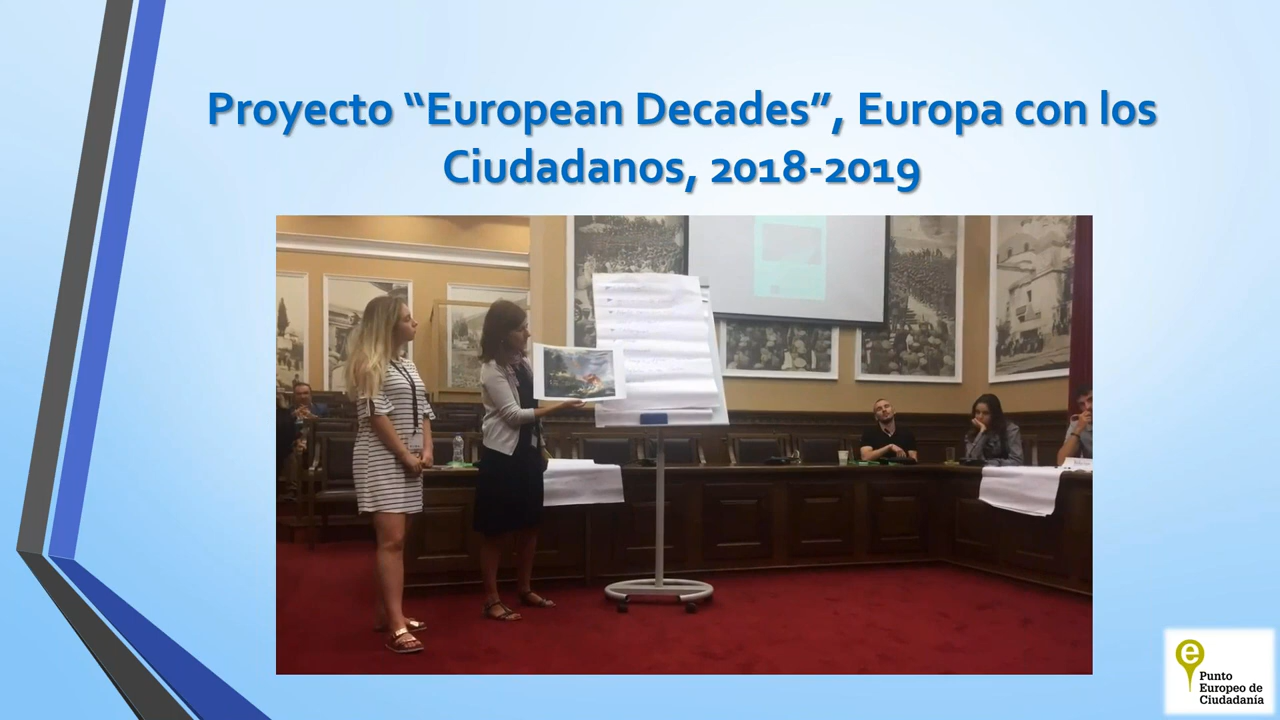 Proyecto “European Decades”, Europa con los
Ciudadanos, 2018-2019
e
Punto
Europeo de
Ciudadanía